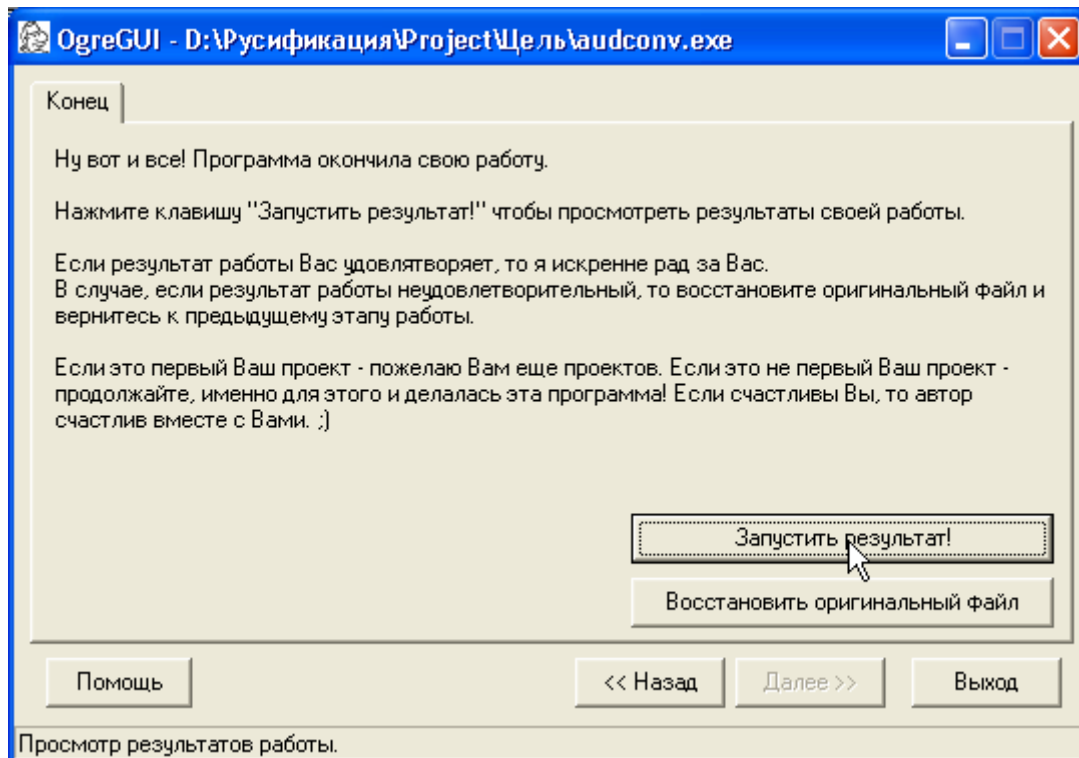 OgreGUI - D:\Русификация\Project\Цель\audconv.exe
Конец
Ну вот и все! Программа окончила свою работу.
Нажмите клавишу "Запустить результат!" чтобы просмотреть результаты своей работы.
Если результат работы Вас удовлятворяет, то я искренне рад за Вас.
В случае, если результат работы неудовлетворительный, то восстановите оригинальный файл и
вернитесь к предыдущему этапу работы.
Если это первый Ваш проект - пожелаю Вам еще проектов. Если это не первый Ваш проект -
продолжайте, именно для этого и делалась эта программа! Если счастливы Вы, то автор
счастлив вместе с Вами. ;)
Запустить результат!
Восстановить оригинальный файл
Помощь
<< Назад
Далее >>
Выход
Просмотр результатов работы.